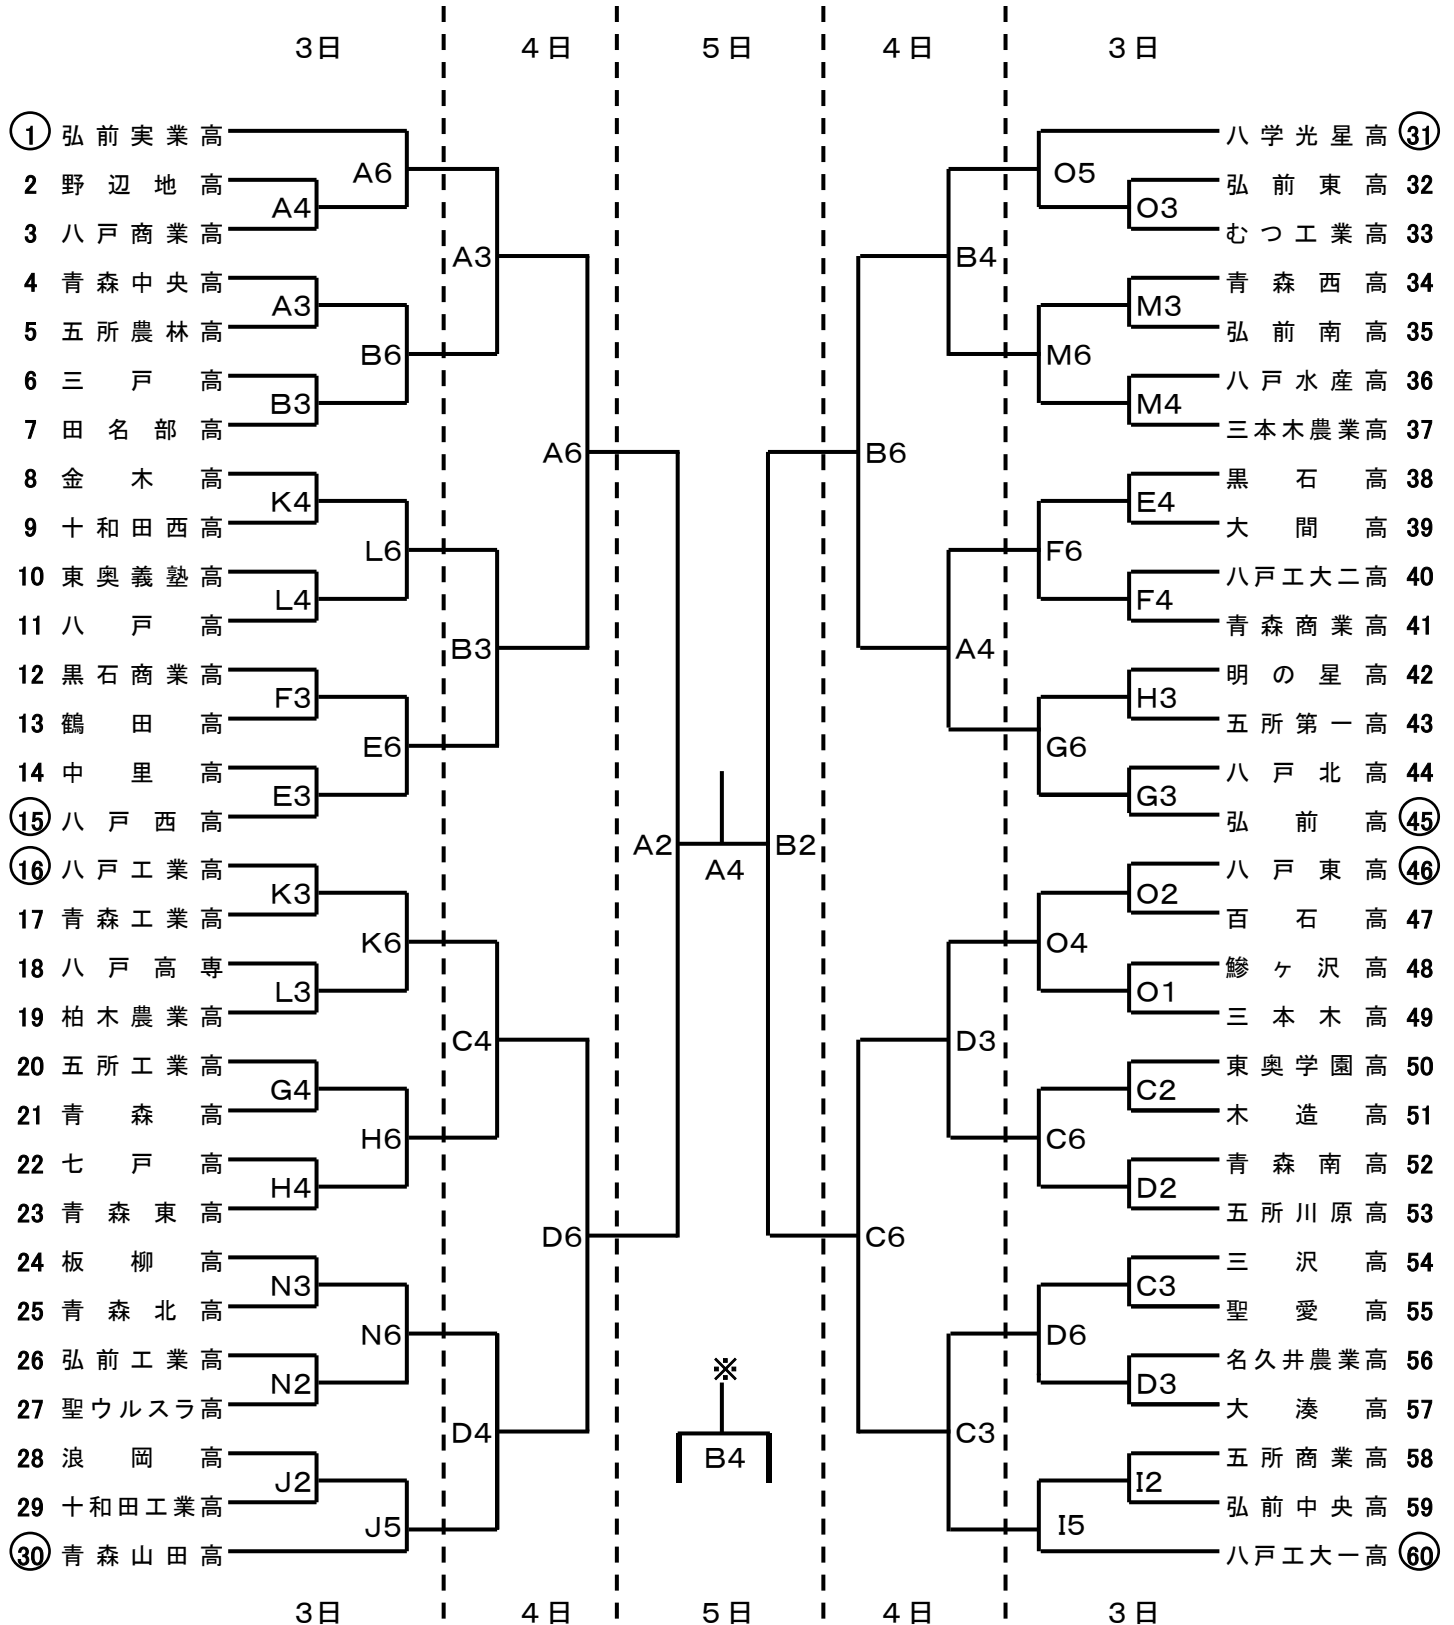 3日 4日 5日 4日 3日
1 弘前実業高
2 野辺地高
3 八戸商業高
4 青森中央高
5 五所農林高
6 三戸高
7 田名部高
8 金木高
9 十和田西高
10 東奥義塾高
11 八戸高
12 黒石商業高
13 鶴田高
14 中里高
15 八戸西高
16 八戸工業高
17 青森工業高
18 八戸高専
19 柏木農業高
20 五所工業高
21 青森高
22 七戸高
23 青森東高
24 板柳高
25 青森北高
26 弘前工業高
27 聖ウルスラ高
28 浪岡高
29 十和田工業高
30 青森山田高
A4
A3
B3
K4
L4
F3
E3
K3
L3
G4
H4
N3
N2
J2
A6
B6
L6
E6
K6
H6
N6
J5
A3
B3
C4
D4
A6
D6
A2
A4
B2
※
B4
B6
C6
B4
A4
D3
C3
O5
M6
F6
G6
O4
C6
D6
I5
O3
M3
M4
E4
F4
H3
G3
O2
O1
C2
D2
C3
D3
I2
八学光星高 31
弘前東高 32
むつ工業高 33
青森西高 34
弘前南高 35
八戸水産高 36
三本木農業高 37
黒石高 38
大間高 39
八戸工大二高 40
青森商業高 41
明の星高 42
五所第一高 43
八戸北高 44
弘前高 45
八戸東高 46
百石高 47
鰺ヶ沢高 48
三本木高 49
東奥学園高 50
木造高 51
青森南高 52
五所川原高 53
三沢高 54
聖愛高 55
名久井農業高 56
大湊高 57
五所商業高 58
弘前中央高 59
八戸工大一高 60
3日 4日 5日 4日 3日